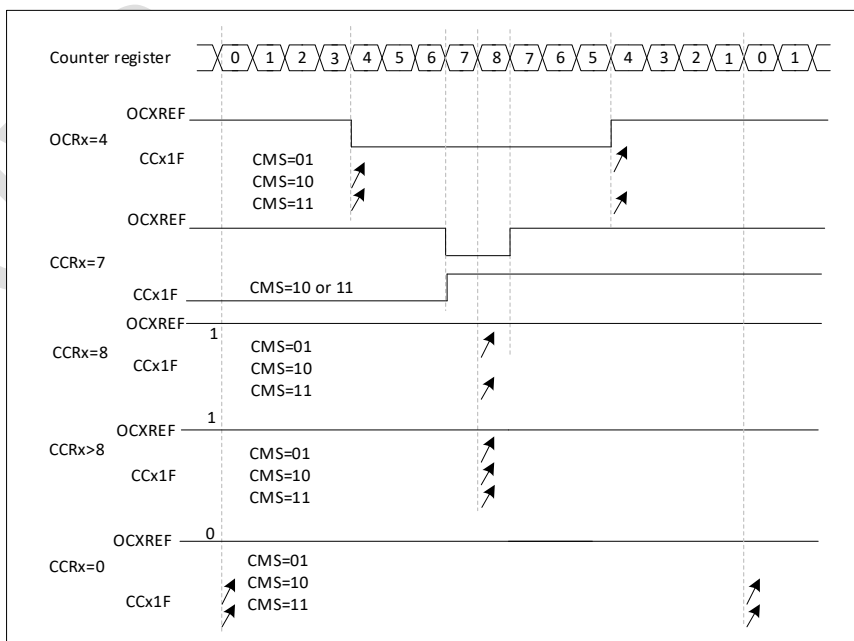 Counter register 0 1 2 3 4 5 6 7 8 7 6 5 4 3 2 1 0 1
OCXREF
OCRx=4
CCx1F
CMS=01
CMS=10
CMS=11
OCXREF
CCRx=7
CCx1F
CMS=10 or 11
OCXREF
1
CCRx=8
CCx1F
CMS=01
CMS=10
CMS=11
1
OCXREF
CCRx>8
CCx1F
CMS=01
CMS=10
CMS=11
0
OCXREF
CCRx=0
CCx1F
CMS=01
CMS=10
CMS=11